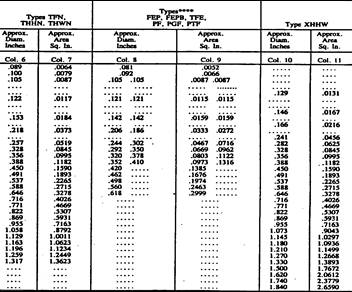 Types TFN, THHN, THWN Types**** FEP, FEPB, TFE, PF, PGF, PTF Type XHHW
Approx. Diam. Inches Approx. Area Sq. In. Approx. Diam. Inches Approx. Area Sq. In. Approx. Diam. Inches Approx. Area Sq. In.
Col. 6 Col. 7 Col. 8 Col. 9 Col. 10 Col. 11
.089 .0064 .081 .0052
.100 .0079 .092 .0066
.105 .0087 .105 .105 .0087 .0087
.129 .0131
.122 .0117 .121 .121 .0115 .0115
.146 .0167
.153 .0184 .142 .142 .0159 .0159
.166 .0216
.218 .0373 .206 .186 .0333 .0272
.241 .0456
.257 .0519 .244 .302 .0467 .0716 .282 .0625
.328 .0845 .292 .350 .0669 .0962 .328 .0845
.356 .0995 .320 .378 .0803 .1122 .356 .0995
.388 .1182 .352 .410 .0973 .1316 .388 .1182
.450 .1590 .420 .1385 .450 .1590
.491 .1893 .462 .1676 .491 .1893
.537 .2265 .498 .1974 .537 .2265
.588 .2715 .560 .2463 .588 .2715
.646 .3278 .618 .2999 .646 .3278
.716 .4026 .716 .4026
.771 .4669 .771 .4669
.822 .5307 .822 .5307
.869 .5931 .869 .5931
.955 .7163 .955 .7163
1.058 .8792 1.073 .9043
1.129 1.0011 1.145 1.0297
1.163 1.0623 1.180 1.0936
1.196 1.1234 1.210 1.1499
1.259 1.2449 1.270 1.2668
1.317 1.3623 1.330 1.3893
1.500 1.7672
1.620 2.0612
1.740 2.3779
1.840 2.6590